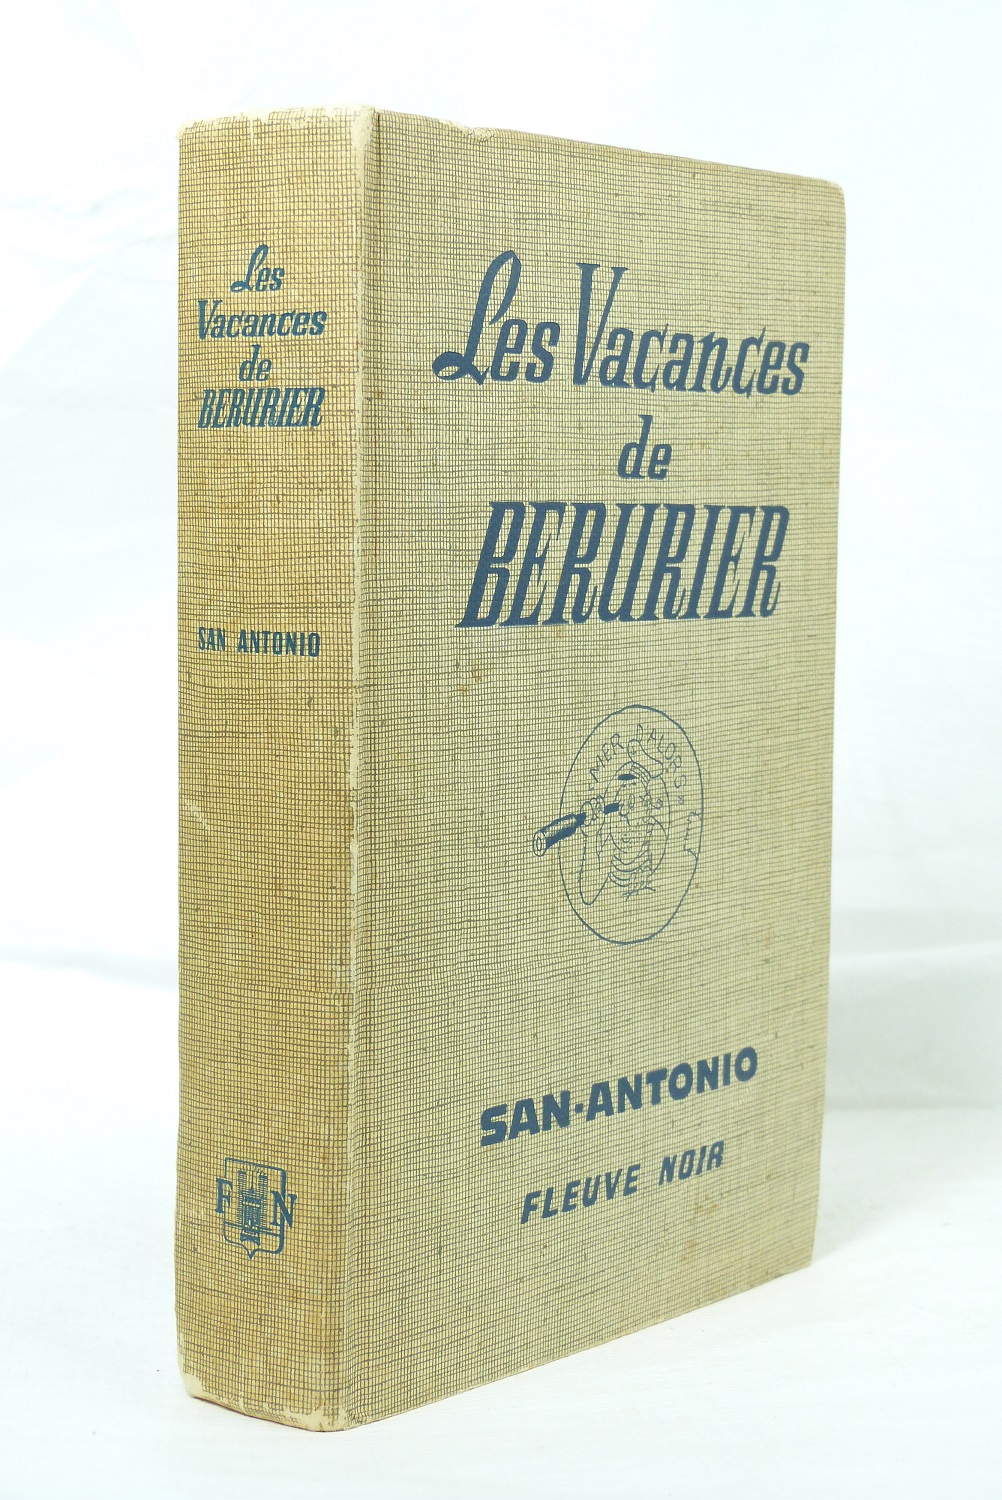 Les
Vacances
de
BERURIER
SAN ANTONIO
F N
Les Vacances
de
BERURIER
MER D'ALORS
SAN-ANTONIO
FLEUVE NOIR